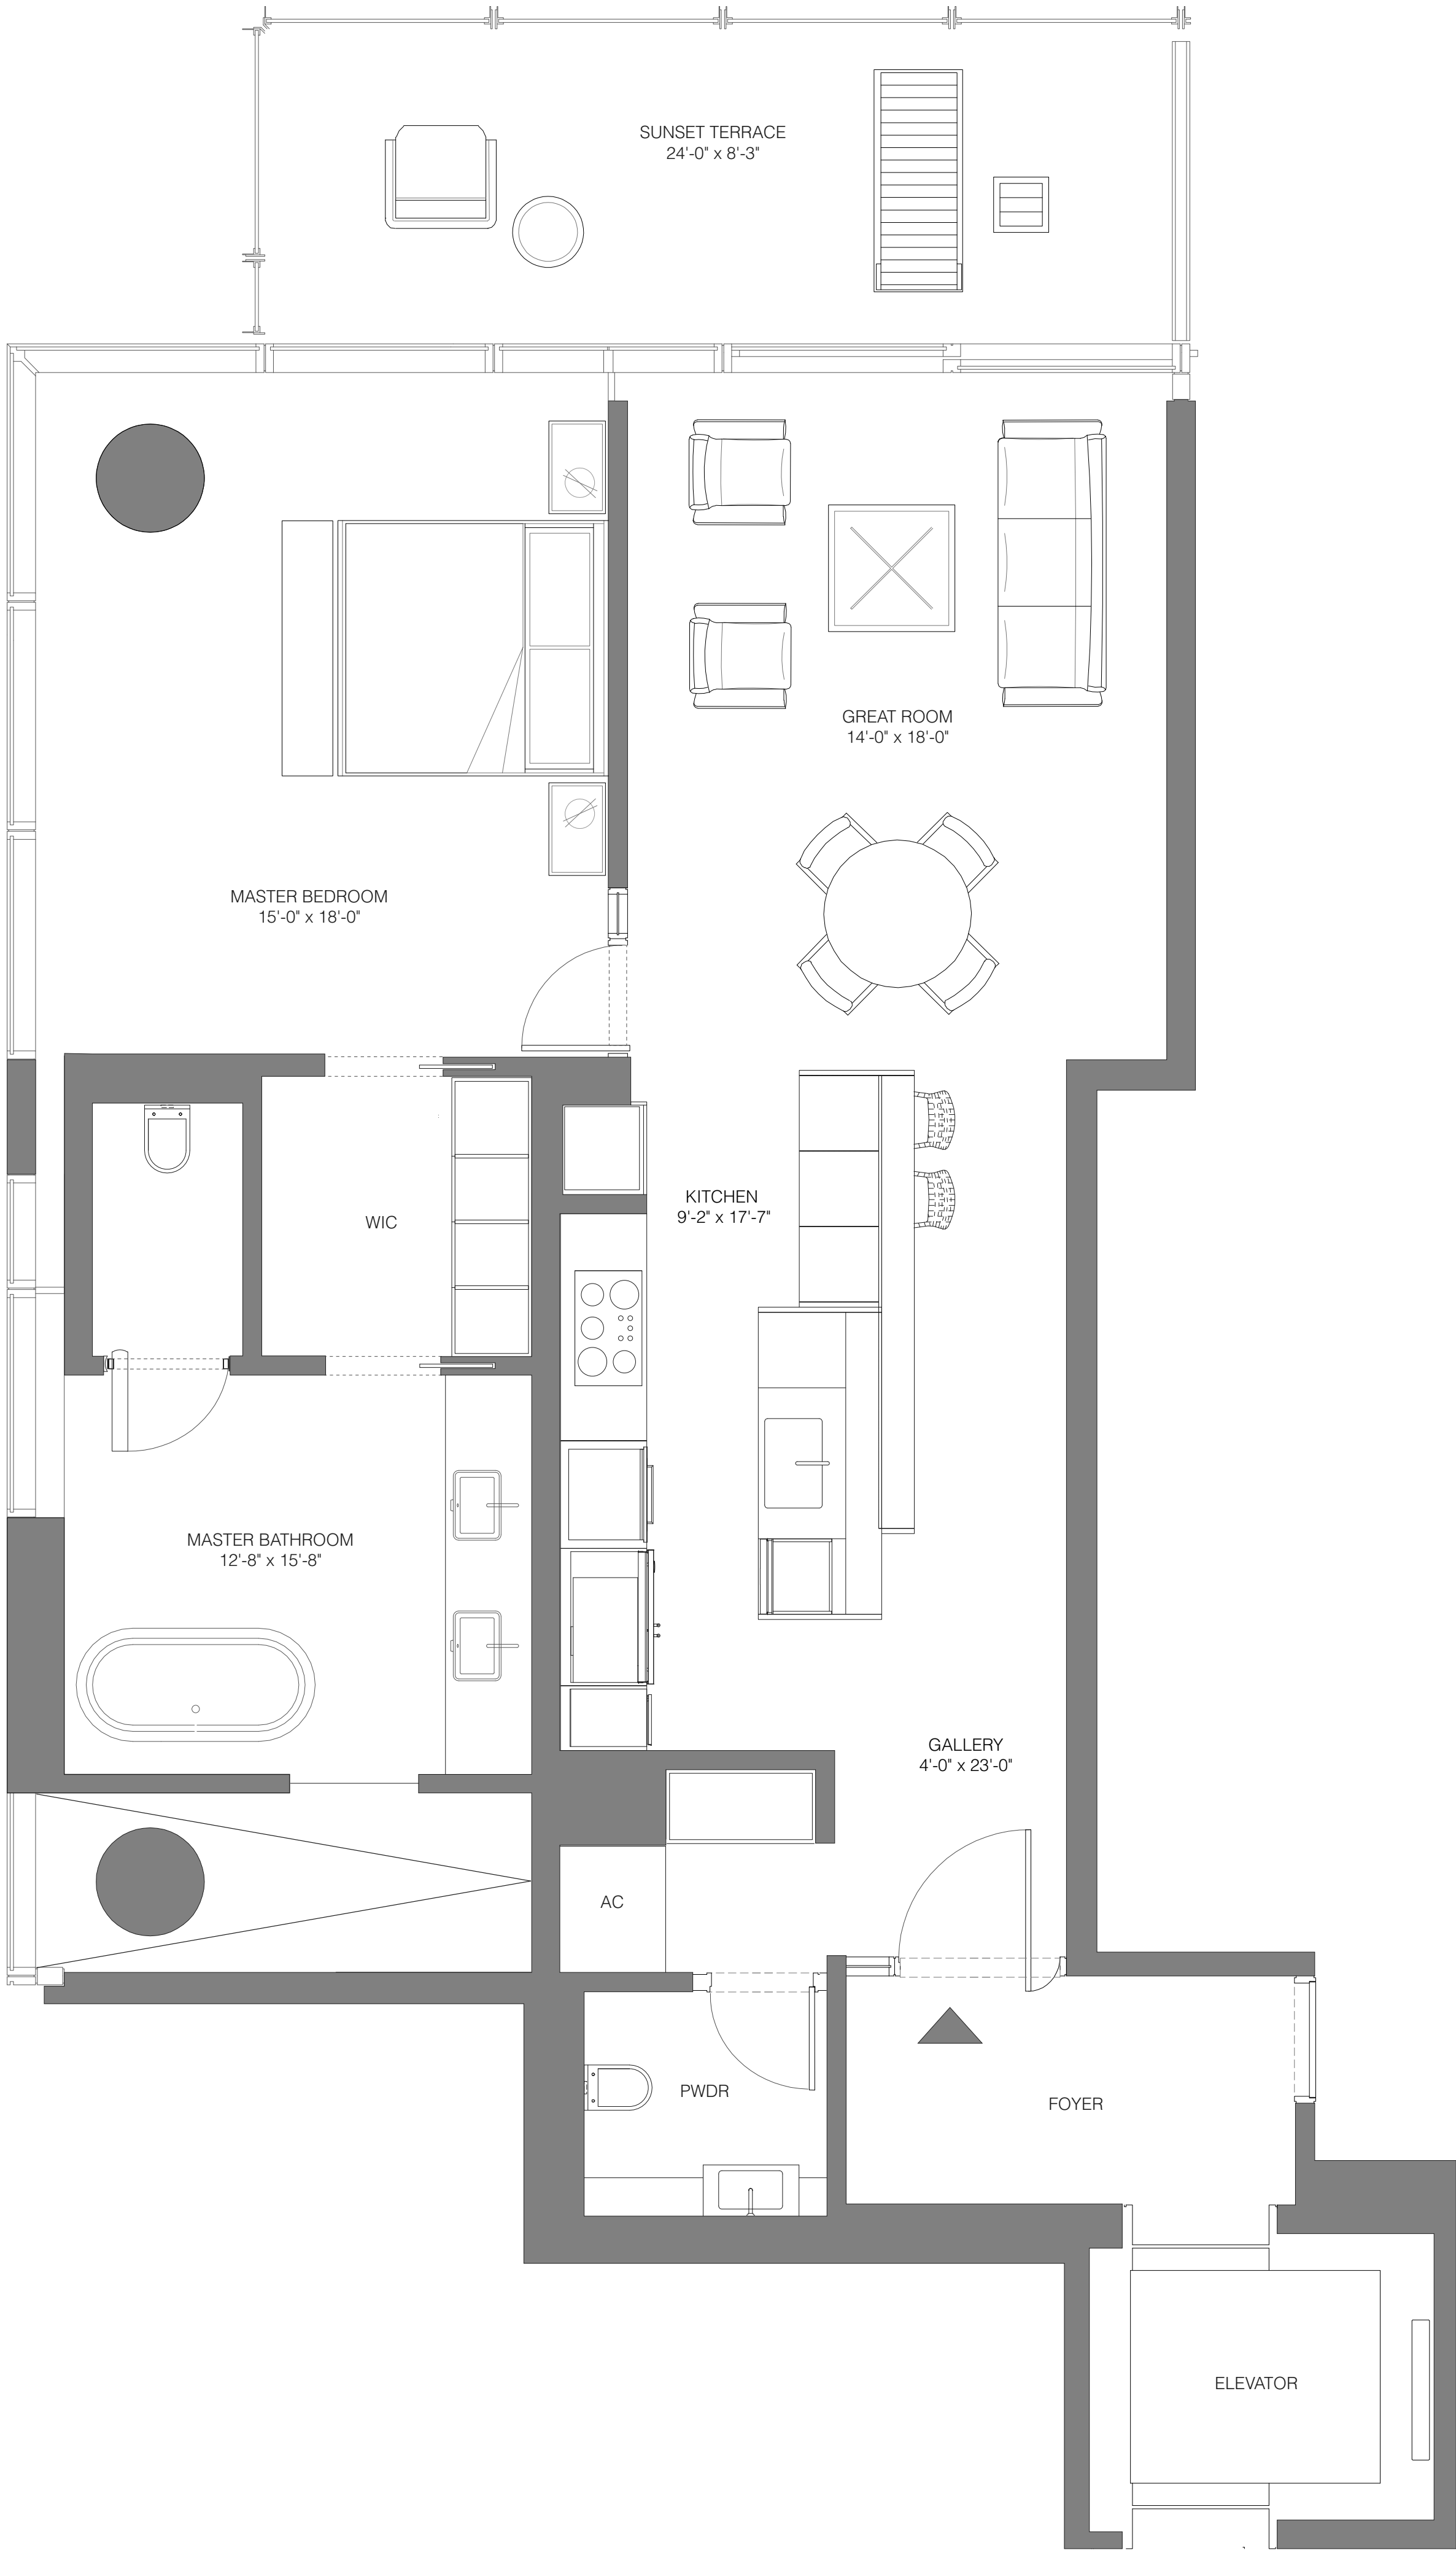 SUNSET TERRACE
24'-0" x 8'-3"
GREAT ROOM
14'-0" x 18'-0"
MASTER BEDROOM
15'-0" x 18'-0"
KITCHEN
9'-2" x 17'-7"
WIC
MASTER BATHROOM
12'-8" x 15'-8"
GALLERY
4'-0" x 23'-0"
AC
PWDR
FOYER
ELEVATOR